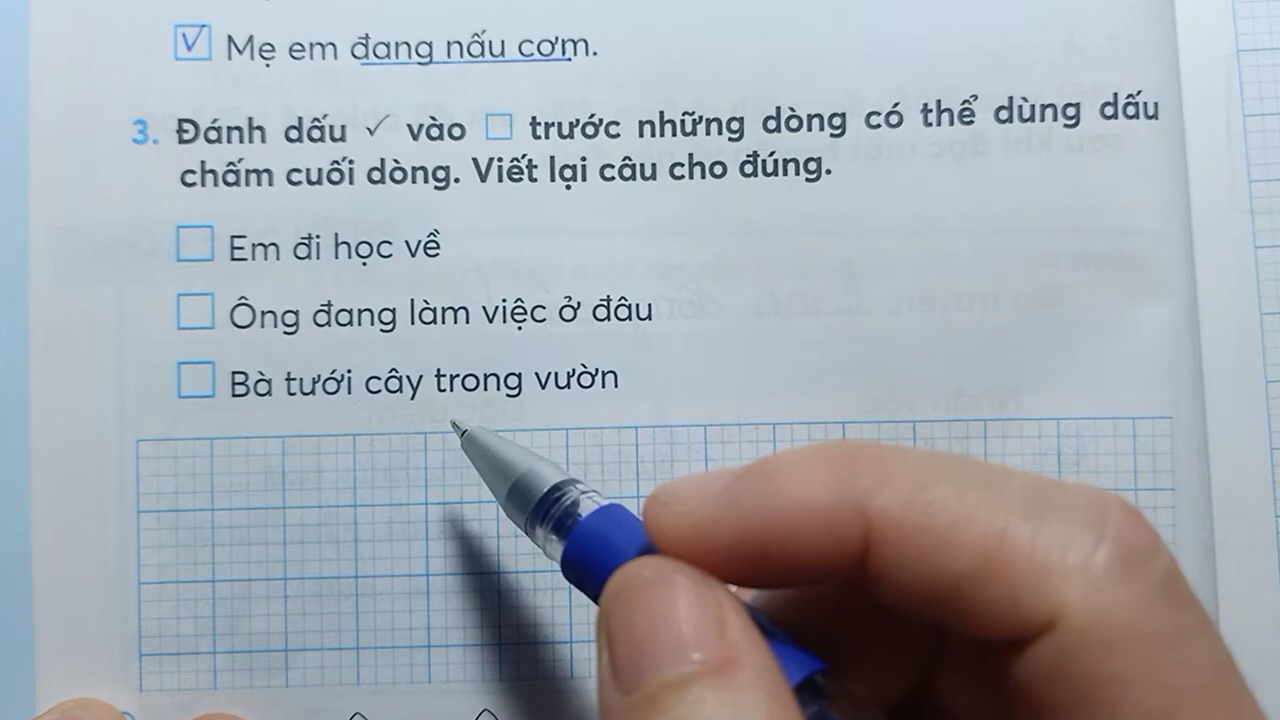 ☑ Mẹ em đang nấu cơm.
3. Đánh dấu ✓ vào ☐ trước những dòng có thể dùng dấu
chấm cuối dòng. Viết lại câu cho đúng.
☐ Em đi học về
☐ Ông đang làm việc ở đâu
☐ Bà tưới cây trong vườn